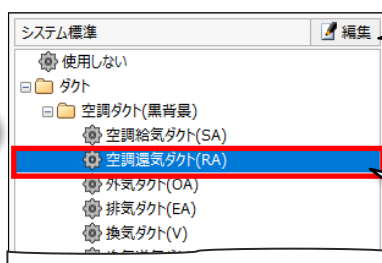 システム標準
編集
使用しない
ダクト
空調ダクト(黒背景)
空調給気ダクト(SA)
空調還気ダクト(RA)
外気ダクト(OA)
排気ダクト(EA)
換気ダクト(V)